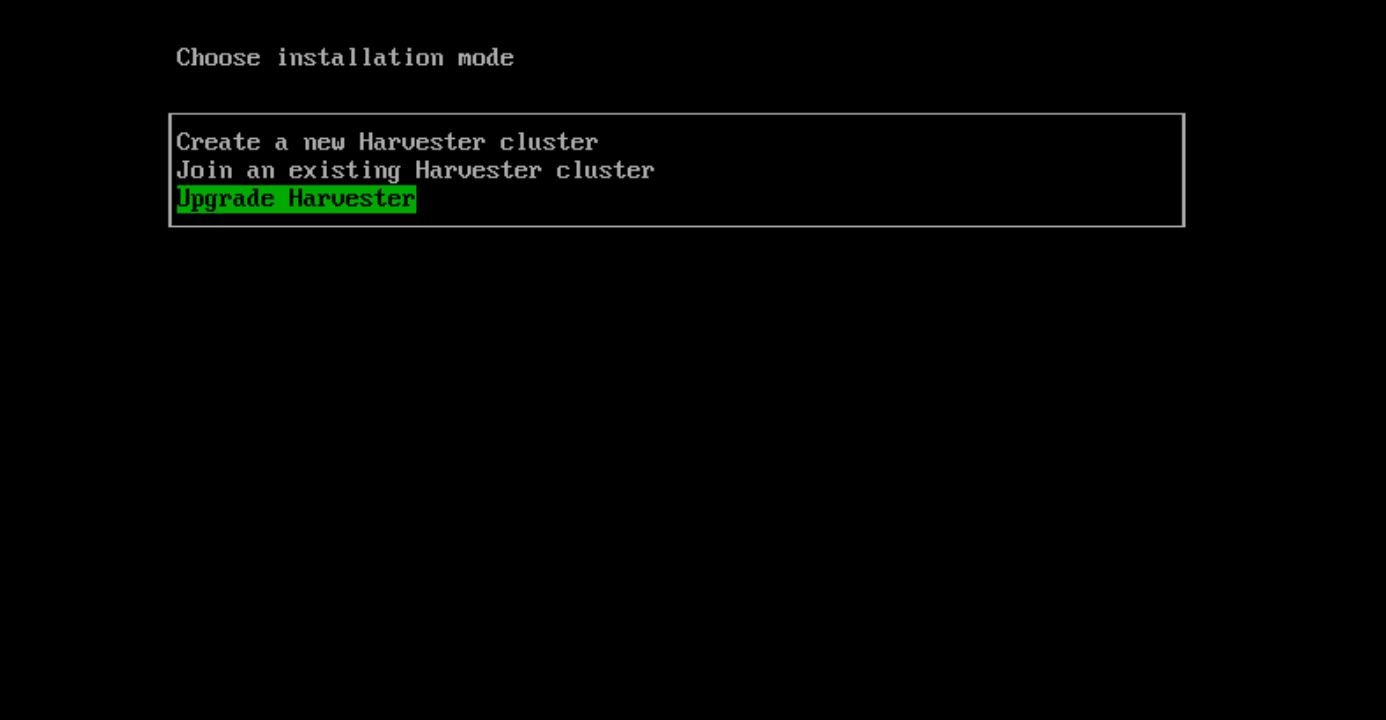 Choose installation mode
Create a new Harvester cluster
Join an existing Harvester cluster
Upgrade Harvester